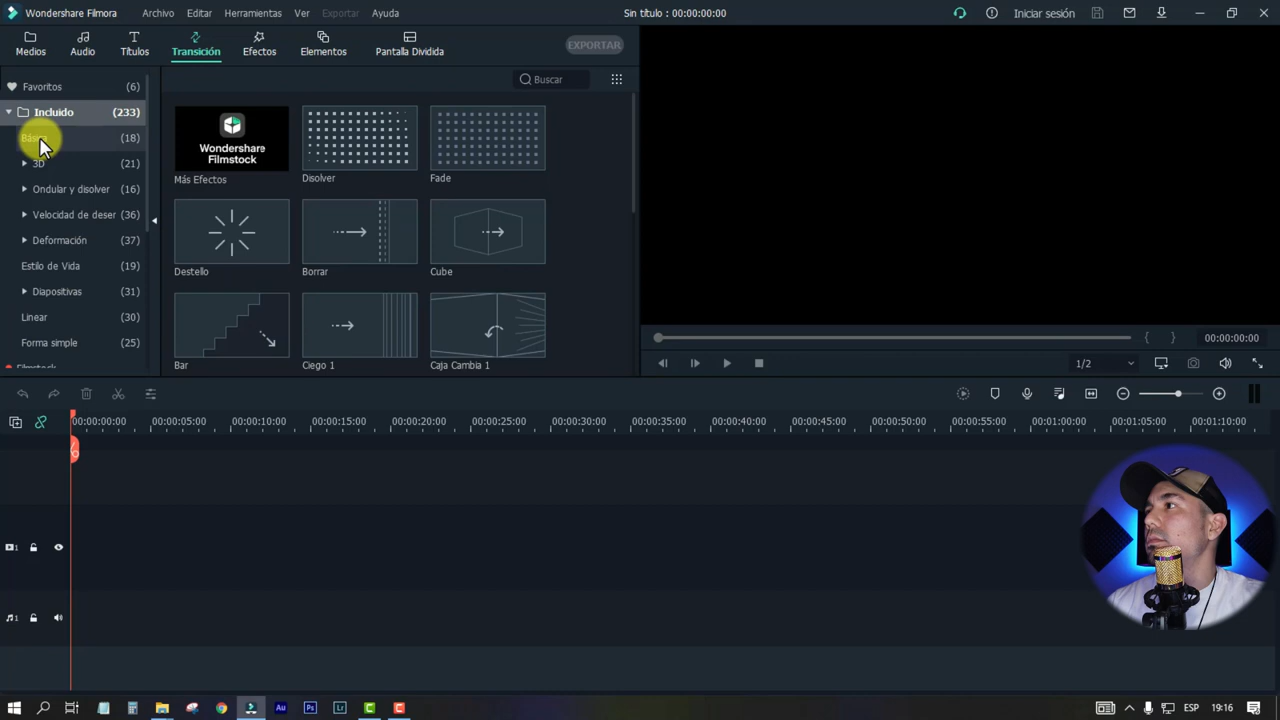 Wondershare Filmora Archivo Editar Herramientas Ver Exportar Ayuda Sin título : 00:00:00:00 Iniciar sesión
Medios Audio Títulos Transición Efectos Elementos Pantalla Dividida EXPORTAR
Favoritos (6)
Incluido (233)
(18)
3D (21)
Ondular y disolver (16)
Velocidad de deser (36)
Deformación (37)
Estilo de Vida (19)
Diapositivas (31)
Linear (30)
Forma simple (25)
Buscar
Wondershare
Filmstock
Más Efectos Disolver Fade
Destello Borrar Cube
Bar Ciego 1 Caja Cambia 1
00:00:00:00
1/2
00:00:00:00 00:00:05:00 00:00:10:00 00:00:15:00 00:00:20:00 00:00:25:00 00:00:30:00 00:00:35:00 00:00:40:00 00:00:45:00 00:00:50:00 00:00:55:00 00:01:00:00 00:01:05:00 00:01:10:00
1
1
Au Ps Lr ESP 19:16